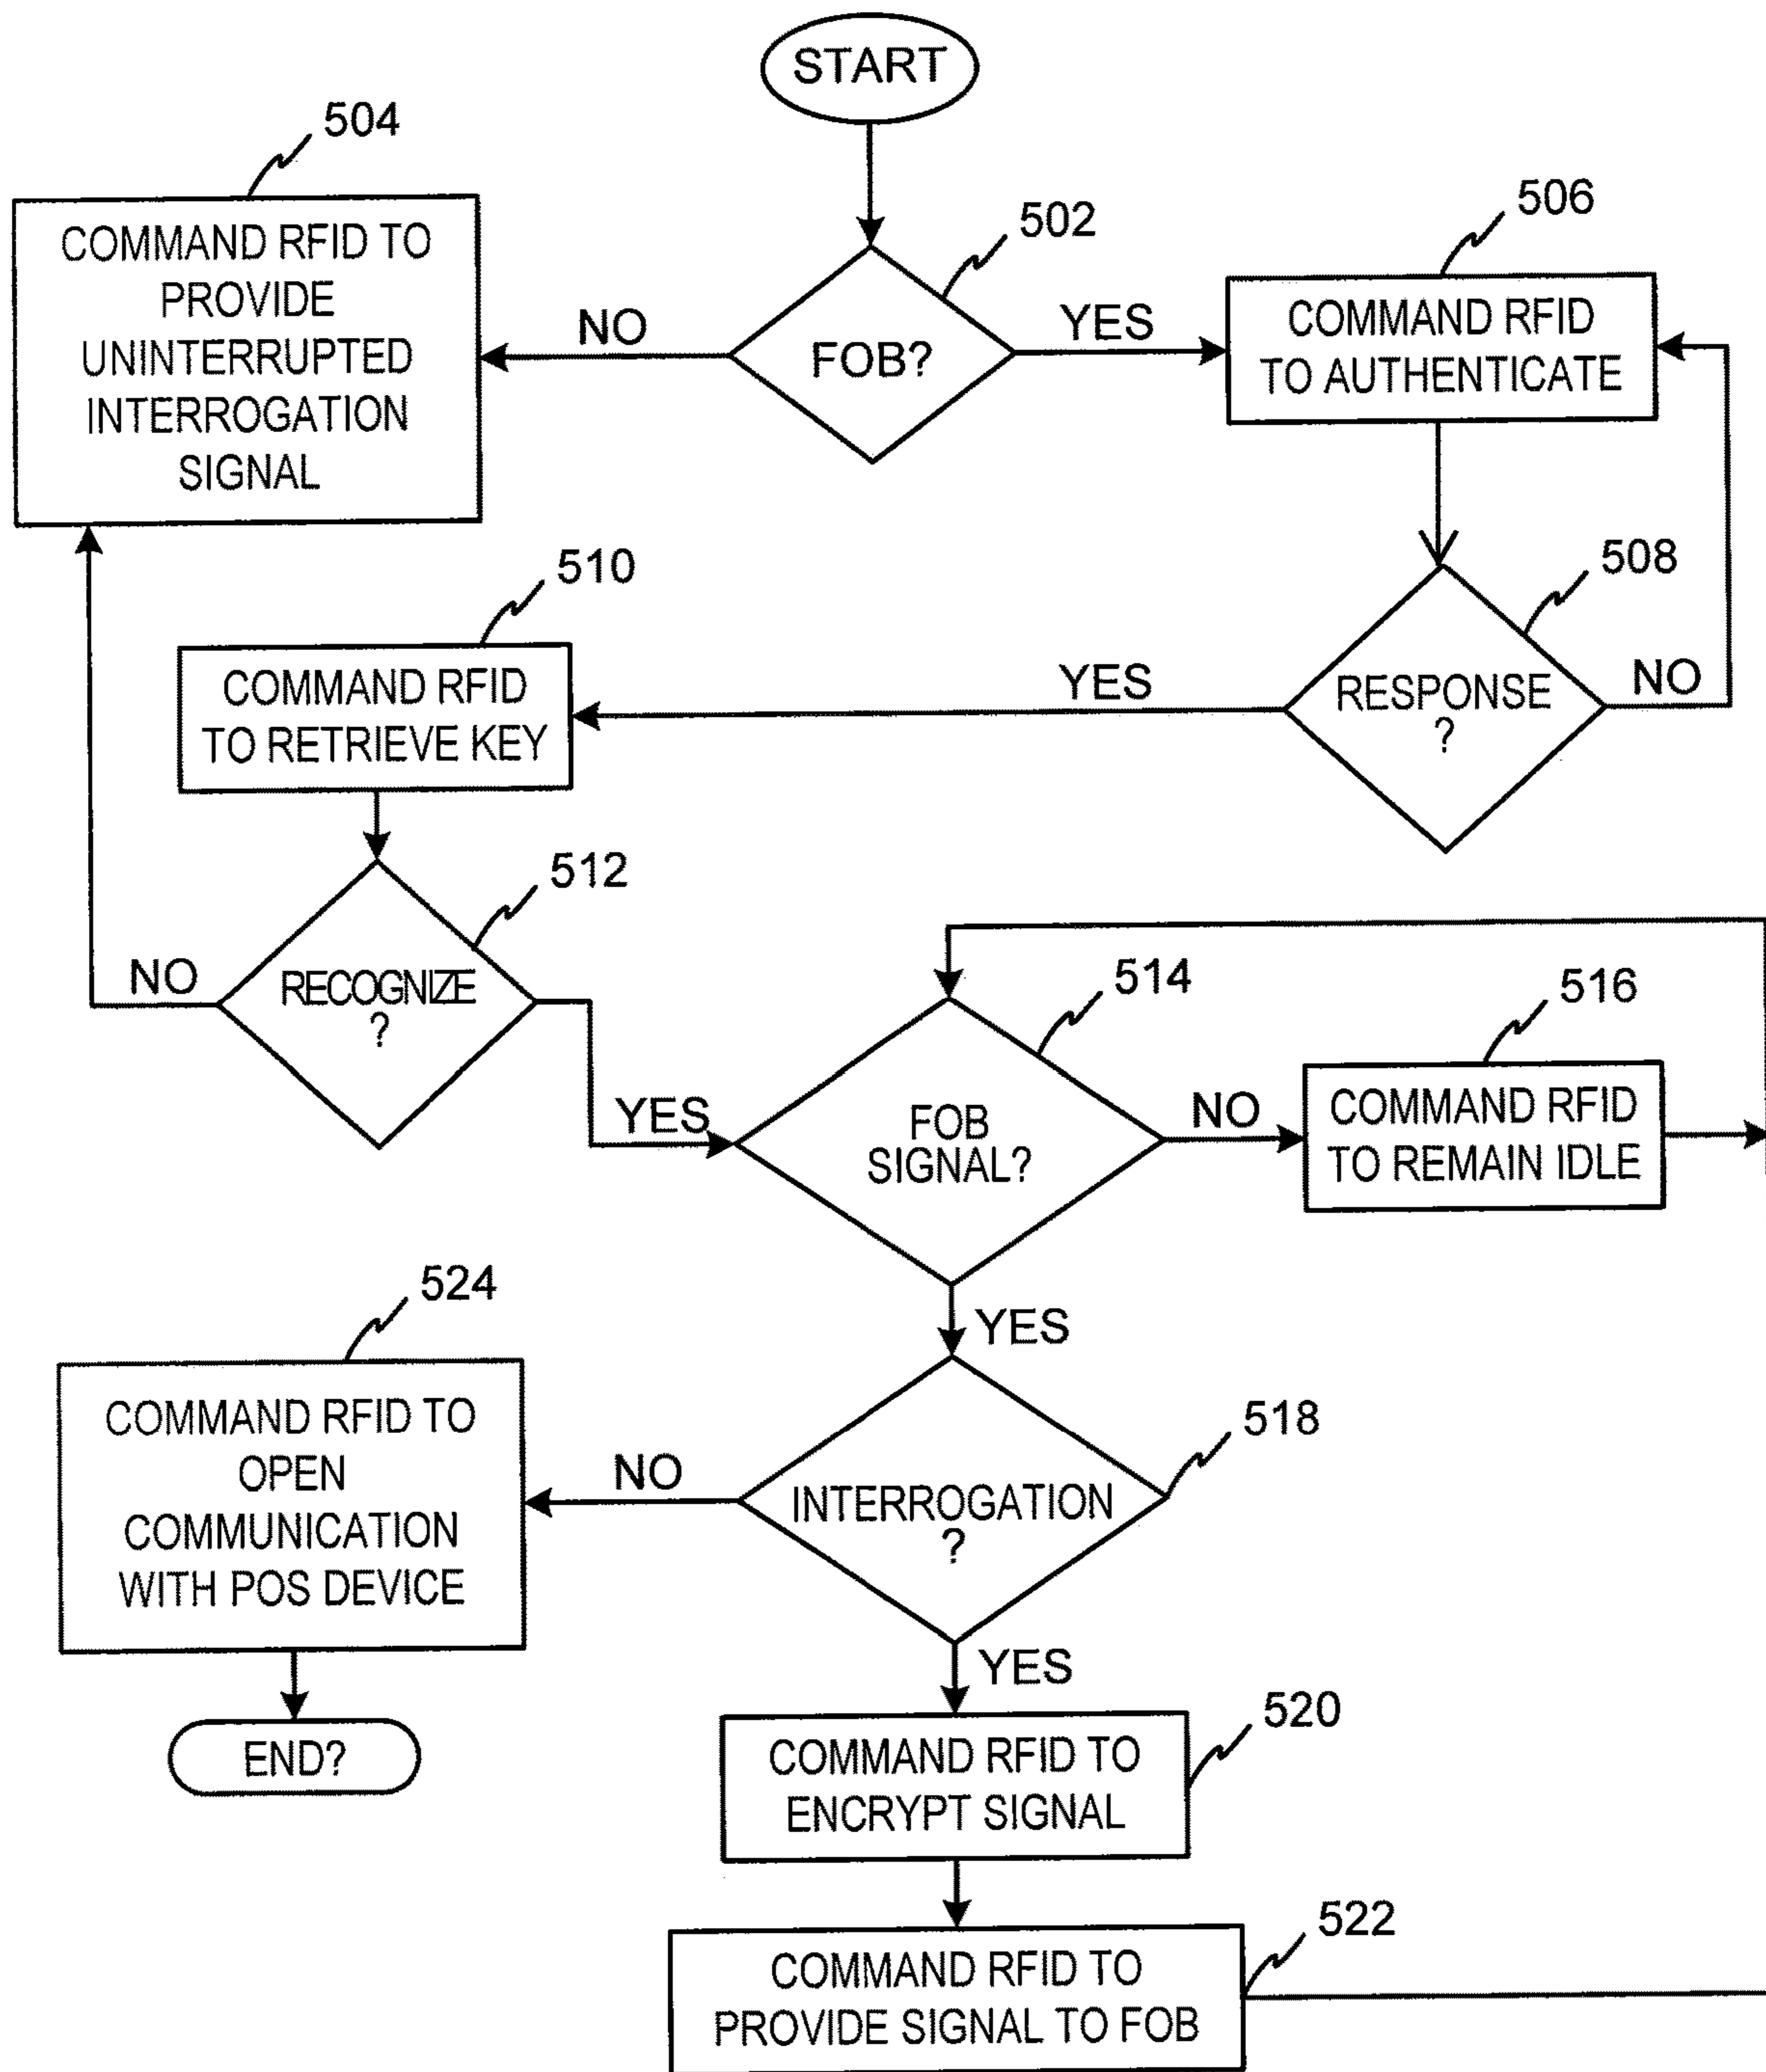 START
504
COMMAND RFID TO
PROVIDE
UNINTERRUPTED
INTERROGATION
SIGNAL
NO
502
FOB?
YES
506
COMMAND RFID
TO AUTHENTICATE
508
RESPONSE
?
NO
YES
510
COMMAND RFID
TO RETRIEVE KEY
512
RECOGNIZE
?
NO
YES
514
FOB
SIGNAL?
NO
516
COMMAND RFID
TO REMAIN IDLE
YES
518
INTERROGATION
?
NO
524
COMMAND RFID TO
OPEN
COMMUNICATION
WITH POS DEVICE
END?
YES
520
COMMAND RFID TO
ENCRYPT SIGNAL
522
COMMAND RFID TO
PROVIDE SIGNAL TO FOB